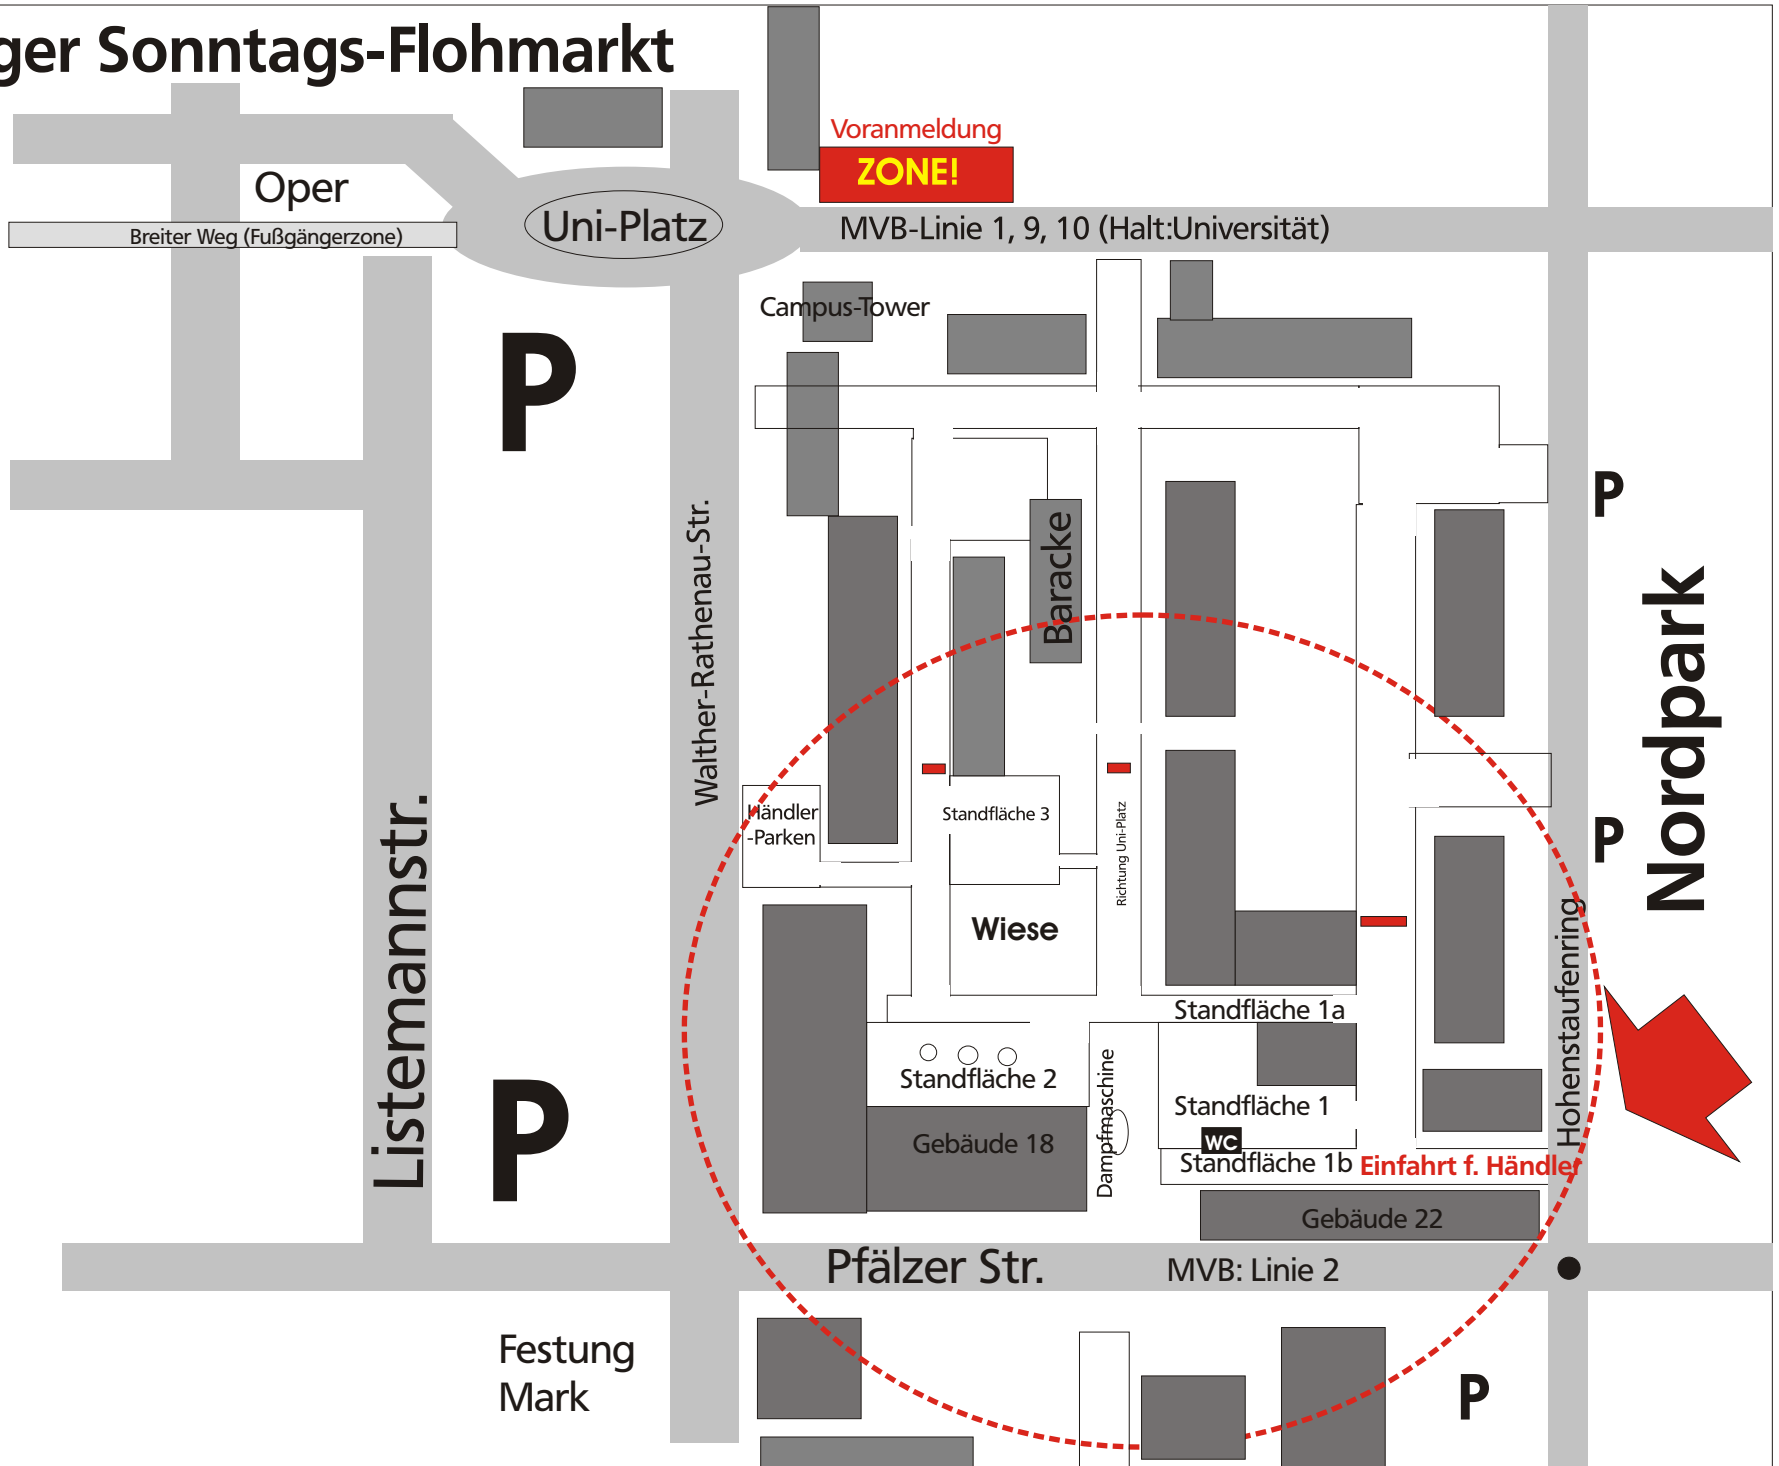 ger Sonntags-Flohmarkt
Voranmeldung
ZONE!
Oper
Uni-Platz
Breiter Weg (Fußgängerzone)
MVB-Linie 1, 9, 10 (Halt:Universität)
Campus-Tower
P
P
Walther-Rathenau-Str.
Baracke
Nordpark
Händler
-Parken
Standfläche 3
Richtung Uni-Platz
P
Listemannstr.
Wiese
Hohenstaufenring
Standfläche 1a
Standfläche 2
Dampfmaschine
Standfläche 1
P
Gebäude 18
WC
Standfläche 1b
Einfahrt f. Händler
Gebäude 22
Pfälzer Str.
MVB: Linie 2
Festung
Mark
P